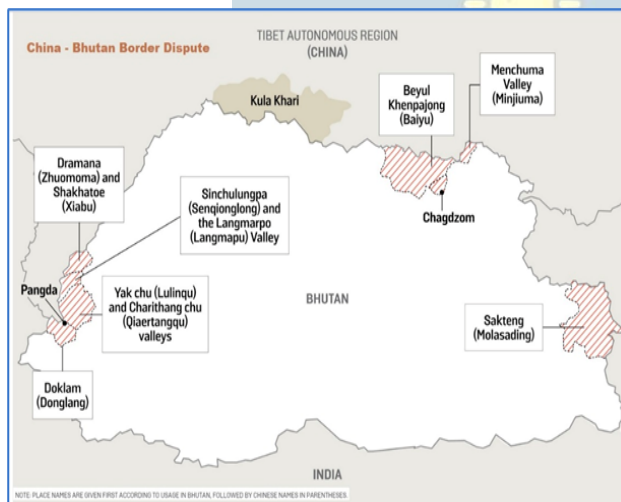 China - Bhutan Border Dispute
TIBET AUTONOMOUS REGION
(CHINA)
Kula Khari
Beyul
Khenpajong
(Baiyu)
Menchuma
Valley
(Minjiuma)
Dramana
(Zhuomoma) and
Shakhatoe
(Xiabu)
Sinchulungpa
(Senqionglong) and
the Langmarpo
(Langmapu) Valley
Chagdzom
Pangda
Yak chu (Lulinqu)
and Charithang chu
(Qiaertangqu)
valleys
BHUTAN
Sakteng
(Molasading)
Doklam
(Donglang)
INDIA
NOTE: PLACE NAMES ARE GIVEN FIRST ACCORDING TO USAGE IN BHUTAN, FOLLOWED BY CHINESE NAMES IN PARENTHESES